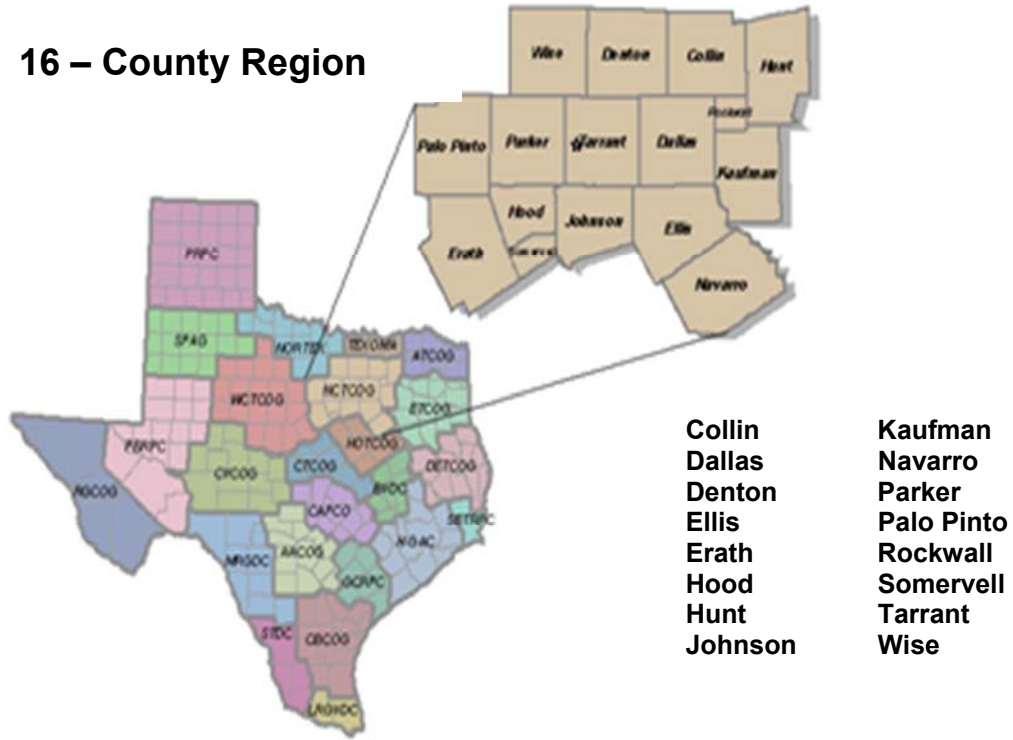 16 – County Region
Wise
Denton
Collin
Hunt
Rockwall
Palo Pinto
Parker
Tarrant
Dallas
Kaufman
Hood
Johnson
Ellis
Erath
Navarro
PRPC
SPAG
NORTEX
TEXOMA
ATCOG
WCTCOG
NCTCOG
ETCOG
PBRPC
HOTCOG
RGCOG
CVCOG
CTCOG
BVDC
DETCOG
CAPCO
SETRPC
AACOG
H-GAC
MRGDC
GCRPC
STDC
CBCOG
LRGVDC
Collin Kaufman
Dallas Navarro
Denton Parker
Ellis Palo Pinto
Erath Rockwall
Hood Somervell
Hunt Tarrant
Johnson Wise